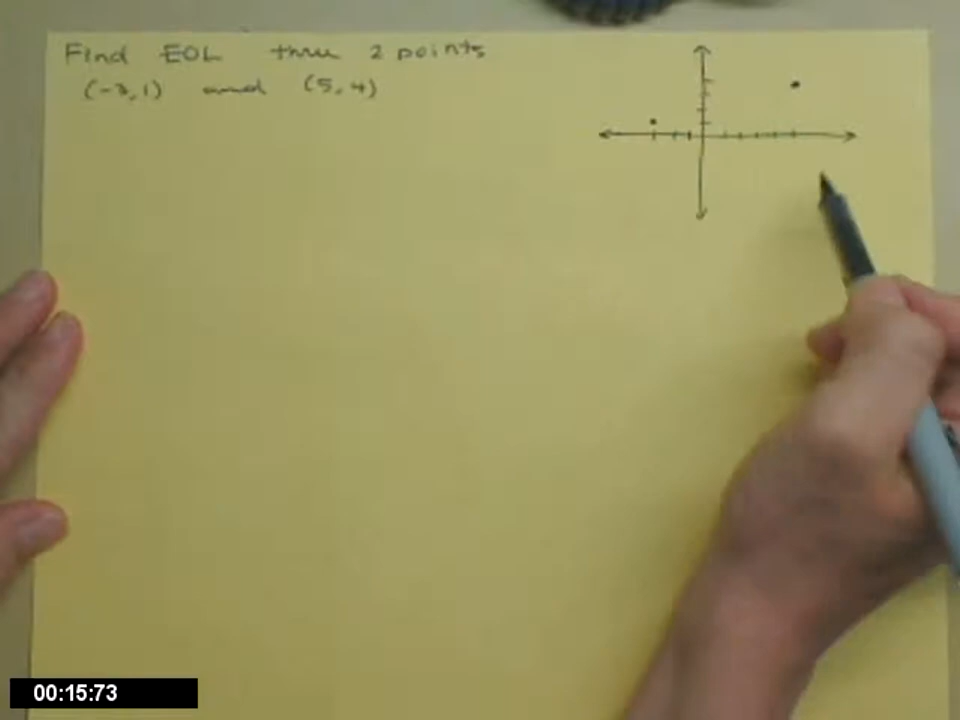 Find EOL thru 2 points
(-3,1) and (5,4)
00:15:73